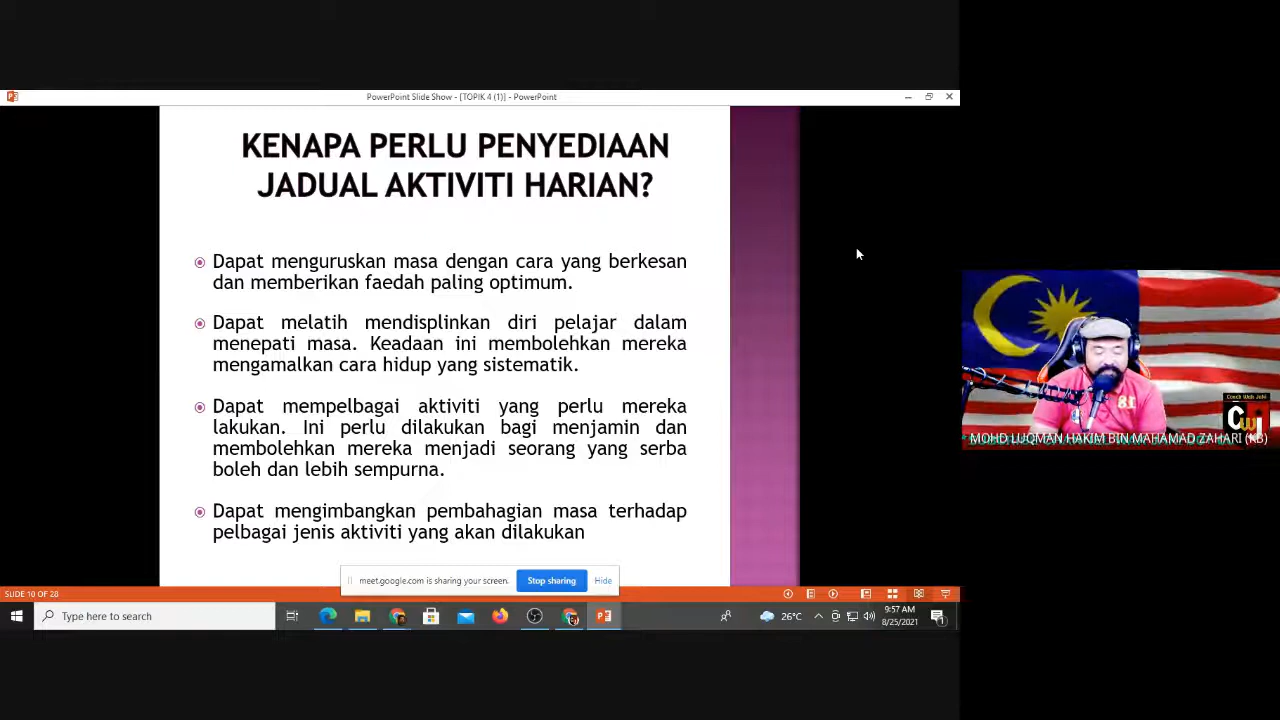 PowerPoint Slide Show - [TOPIK 4 (1)] - PowerPoint
KENAPA PERLU PENYEDIAAN
JADUAL AKTIVITI HARIAN?
Dapat menguruskan masa dengan cara yang berkesan
dan memberikan faedah paling optimum.
Dapat melatih mendisplinkan diri pelajar dalam
menepati masa. Keadaan ini membolehkan mereka
mengamalkan cara hidup yang sistematik.
Dapat mempelbagai aktiviti yang perlu mereka
lakukan. Ini perlu dilakukan bagi menjamin dan
membolehkan mereka menjadi seorang yang serba
boleh dan lebih sempurna.
Dapat mengimbangkan pembahagian masa terhadap
pelbagai jenis aktiviti yang akan dilakukan
meet.google.com is sharing your screen.
Stop sharing
Hide
SLIDE 10 OF 28
Type here to search
26°C
9:57 AM
8/25/2021
Coach Wan Jaki
CWJ
MOHD LUQMAN HAKIM BIN MAHAMAD ZAHARI (KB)